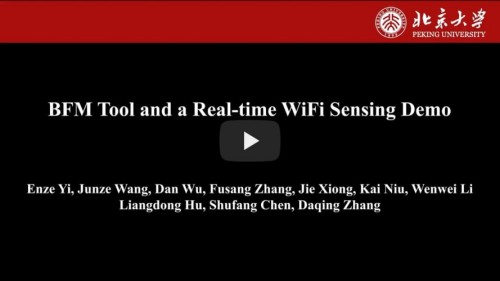 北京大学
PEKING UNIVERSITY
BFM Tool and a Real-time WiFi Sensing Demo
Enze Yi, Junze Wang, Dan Wu, Fusang Zhang, Jie Xiong, Kai Niu, Wenwei Li
Liangdong Hu, Shufang Chen, Daqing Zhang